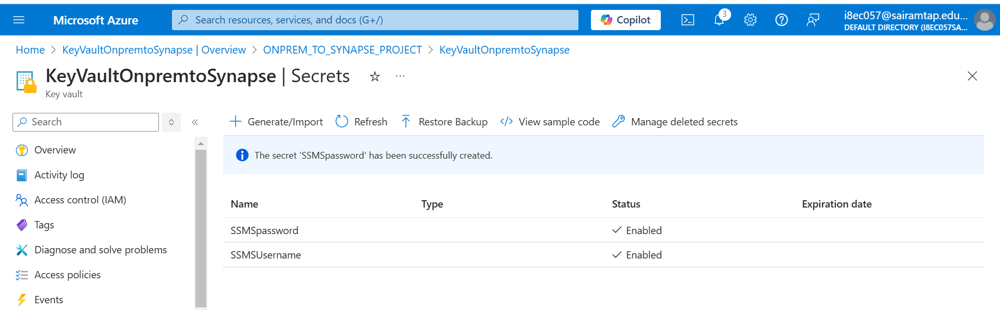 Microsoft Azure
Search resources, services, and docs (G+/)
Copilot
3
i8ec057@sairamtap.edu...
DEFAULT DIRECTORY (I8EC057SA...
Home > KeyVaultOnpremtoSynapse | Overview > ONPREM_TO_SYNAPSE_PROJECT > KeyVaultOnpremtoSynapse
KeyVaultOnpremtoSynapse | Secrets
Key vault
Search
Generate/Import Refresh Restore Backup View sample code Manage deleted secrets
Overview
Activity log
Access control (IAM)
Tags
Diagnose and solve problems
Access policies
Events
The secret 'SSMSpassword' has been successfully created.
Name Type Status Expiration date
SSMSpassword Enabled
SSMSUsername Enabled